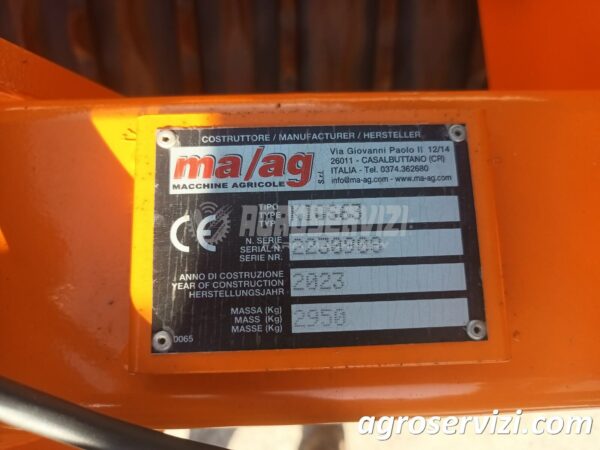 COSTRUTTORE / MANUFACTURER / HERSTELLER
ma/ag S.r.l.
MACCHINE AGRICOLE
Via Giovanni Paolo II 12/14
26011 - CASALBUTTANO (CR)
ITALIA - Tel. 0374.362680
info@ma-ag.com - www.ma-ag.com
AGROSERVIZI
CE
TIPO
TYPE
TYP
N. SERIE
SERIAL N.
SERIE NR.
2230900
ANNO DI COSTRUZIONE
YEAR OF CONSTRUCTION
HERSTELLUNGSJAHR
2023
MASSA (Kg)
MASS (Kg)
MASSE (Kg)
2950
0065
agroservizi.com